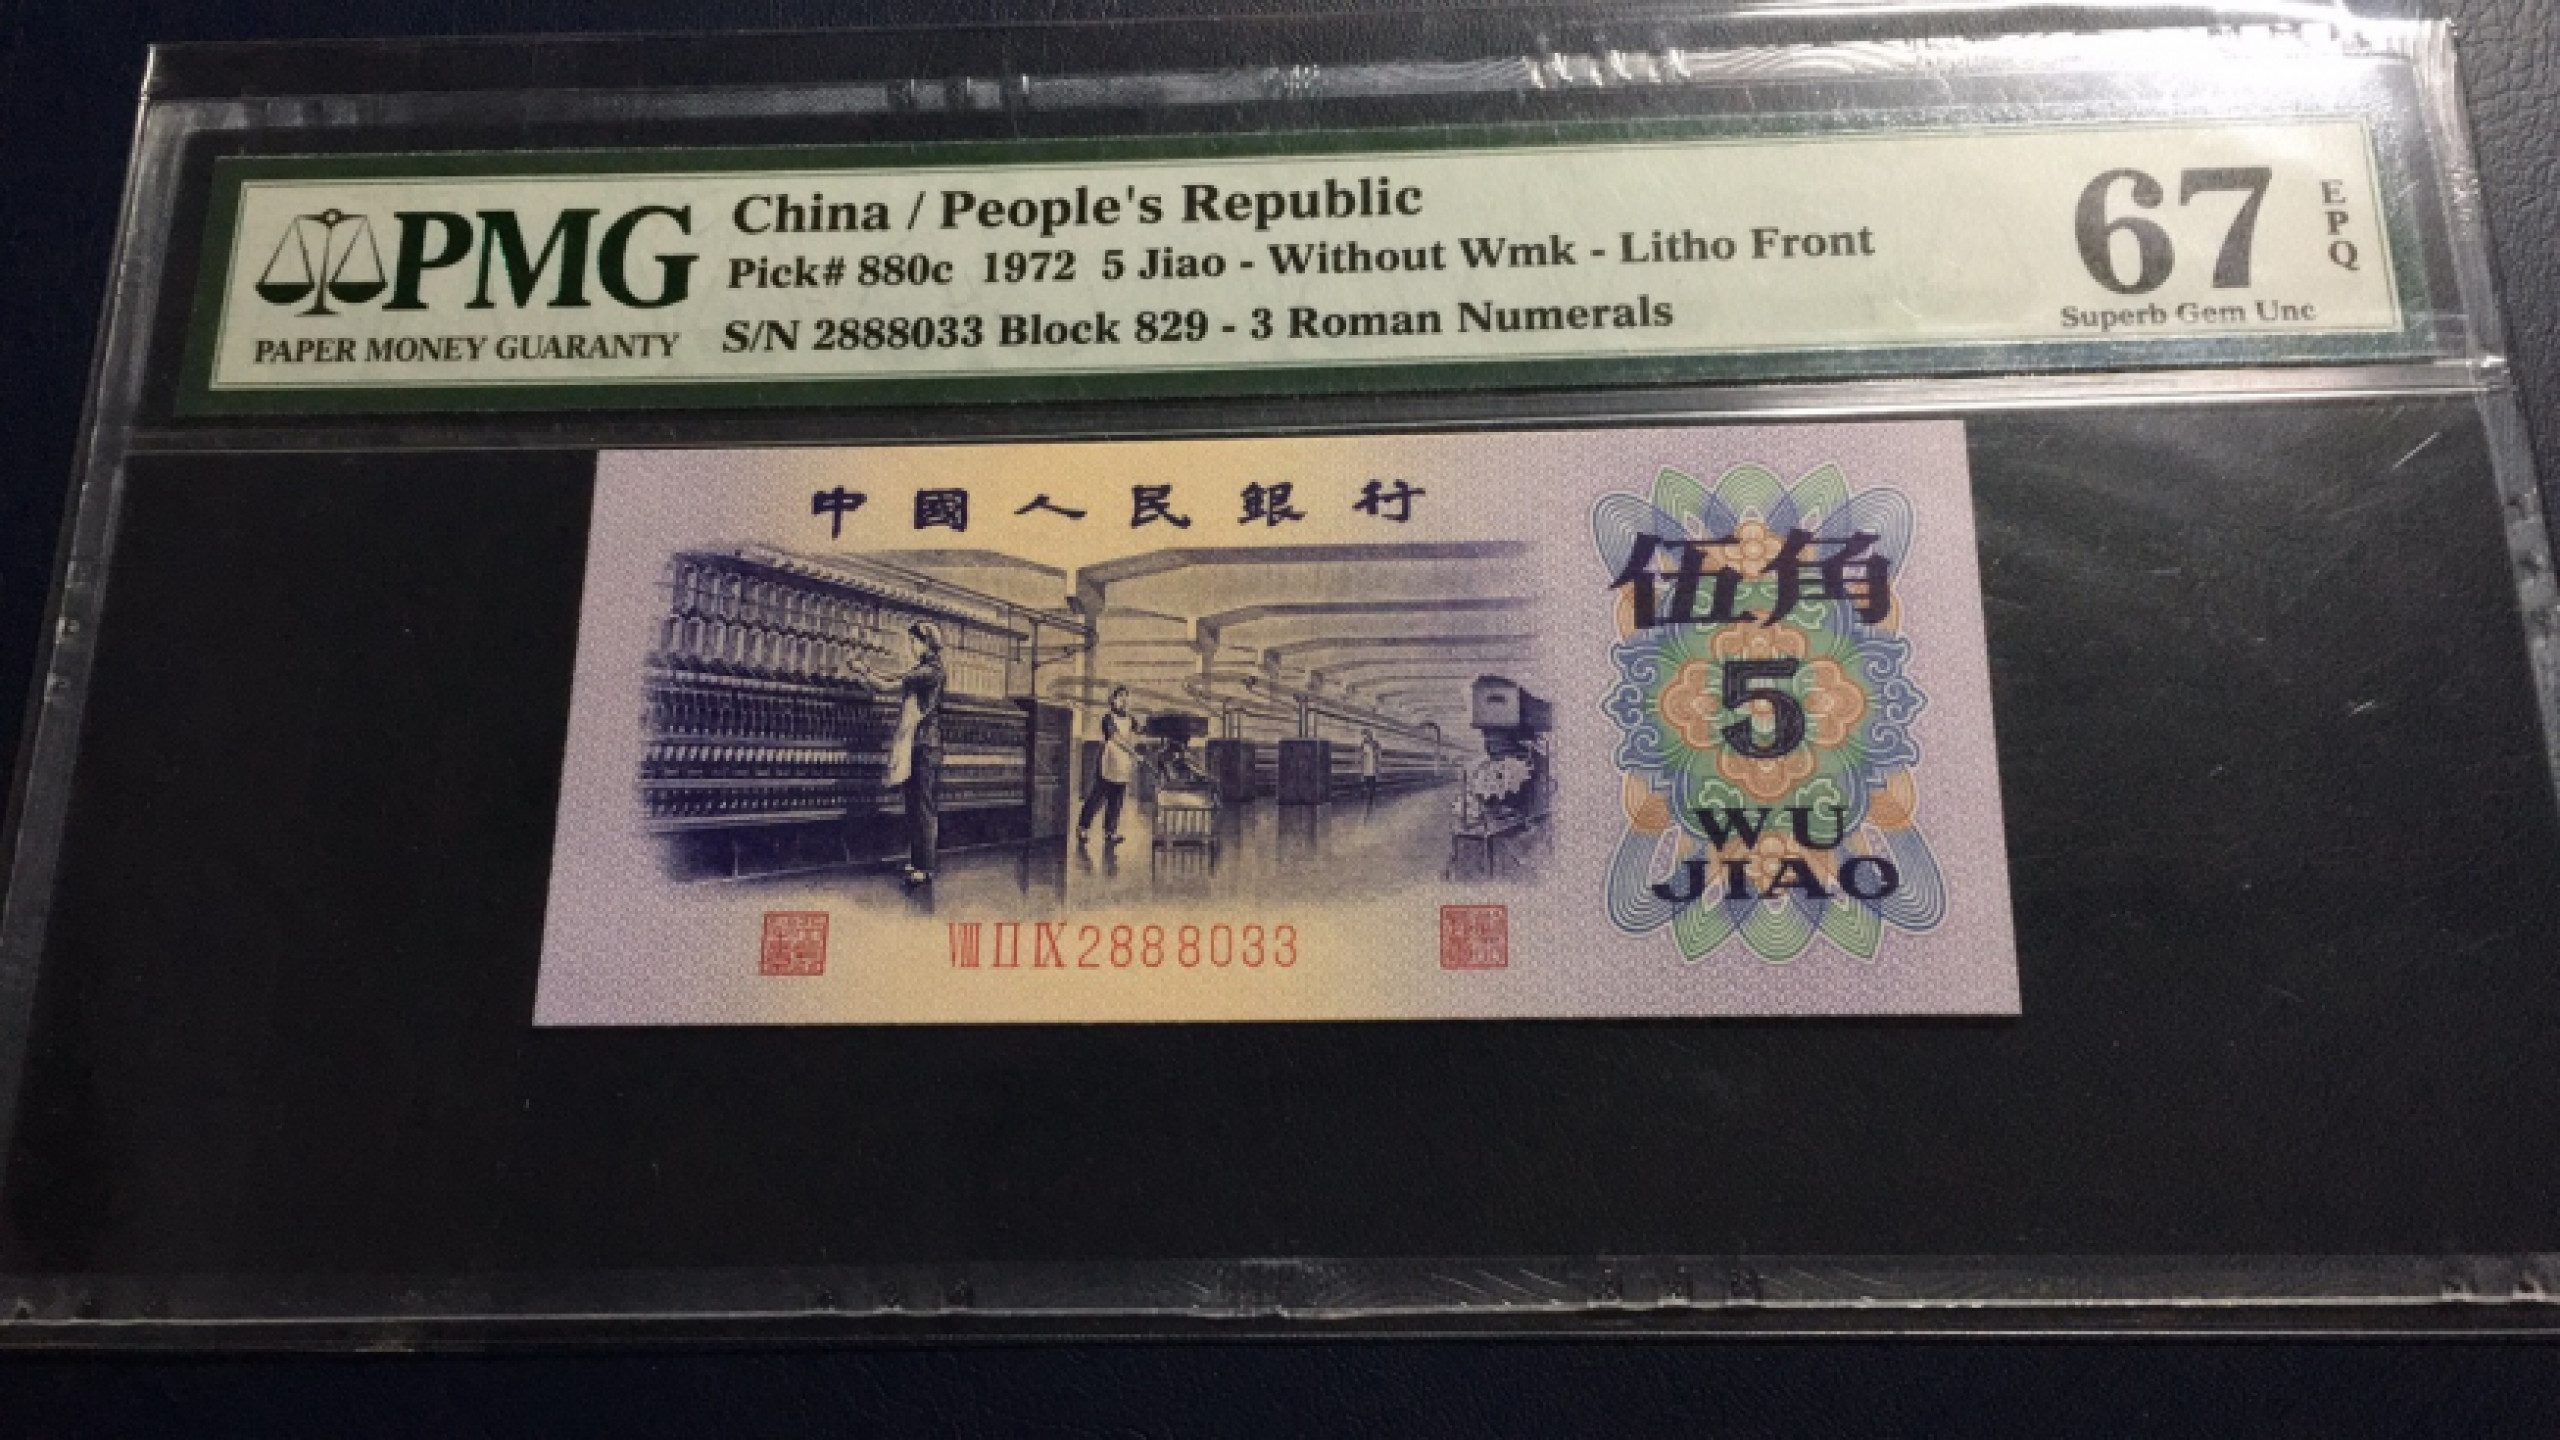 PMG
PAPER MONEY GUARANTY
China / People's Republic
Pick# 880c 1972 5 Jiao - Without Wmk - Litho Front
S/N 2888033 Block 829 - 3 Roman Numerals
67
EPQ
Superb Gem Unc
中國人民銀行
伍角
5
WU
JIAO
VIII II IX 2888033